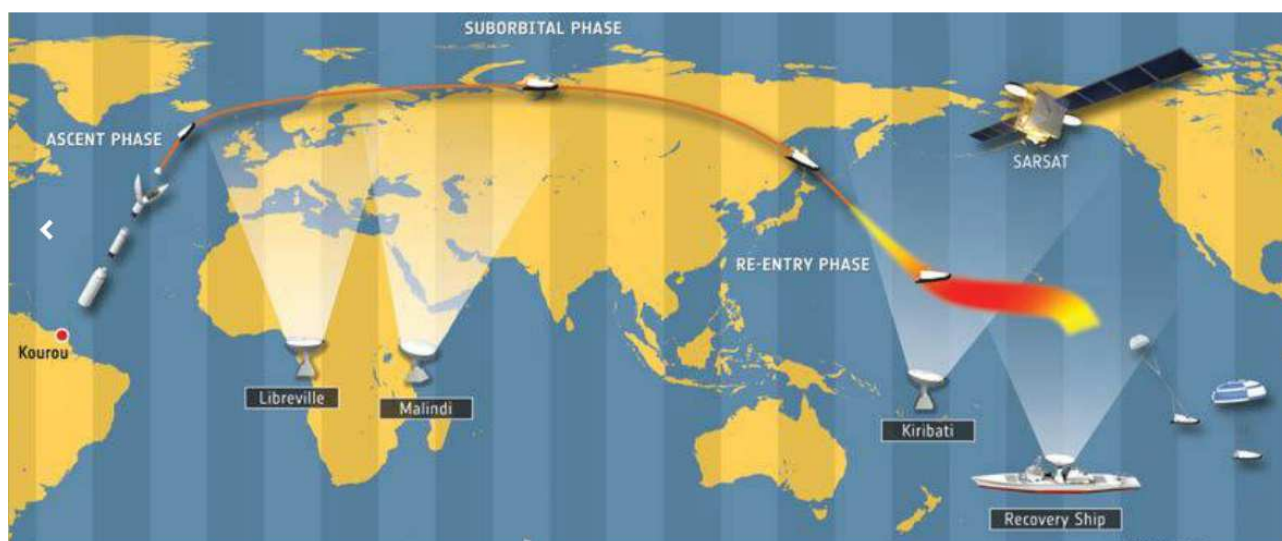 SUBORBITAL PHASE
ASCENT PHASE
SARSAT
RE-ENTRY PHASE
Kourou
Libreville
Malindi
Kiribati
Recovery Ship